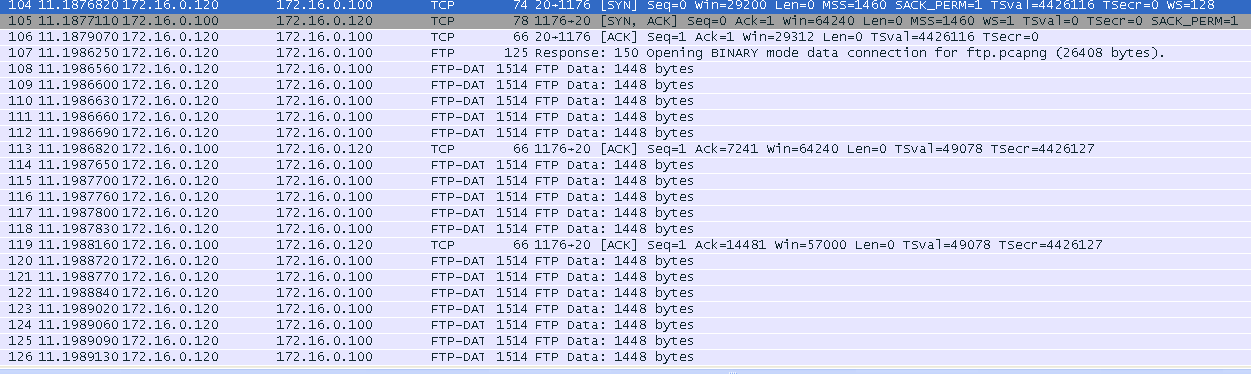 104 11.1876820 172.16.0.120 172.16.0.100 TCP 74 20→1176 [SYN] Seq=0 Win=29200 Len=0 MSS=1460 SACK_PERM=1 TSval=4426116 TSecr=0 WS=128
105 11.1877110 172.16.0.100 172.16.0.120 TCP 78 1176→20 [SYN, ACK] Seq=0 Ack=1 Win=64240 Len=0 MSS=1460 WS=1 TSval=0 TSecr=0 SACK_PERM=1
106 11.1879070 172.16.0.120 172.16.0.100 TCP 66 20→1176 [ACK] Seq=1 Ack=1 Win=29312 Len=0 TSval=4426116 TSecr=0
107 11.1986250 172.16.0.120 172.16.0.100 FTP 125 Response: 150 Opening BINARY mode data connection for ftp.pcapng (26408 bytes).
108 11.1986560 172.16.0.120 172.16.0.100 FTP-DAT 1514 FTP Data: 1448 bytes
109 11.1986600 172.16.0.120 172.16.0.100 FTP-DAT 1514 FTP Data: 1448 bytes
110 11.1986630 172.16.0.120 172.16.0.100 FTP-DAT 1514 FTP Data: 1448 bytes
111 11.1986660 172.16.0.120 172.16.0.100 FTP-DAT 1514 FTP Data: 1448 bytes
112 11.1986690 172.16.0.120 172.16.0.100 FTP-DAT 1514 FTP Data: 1448 bytes
113 11.1986820 172.16.0.100 172.16.0.120 TCP 66 1176→20 [ACK] Seq=1 Ack=7241 Win=64240 Len=0 TSval=49078 TSecr=4426127
114 11.1987650 172.16.0.120 172.16.0.100 FTP-DAT 1514 FTP Data: 1448 bytes
115 11.1987700 172.16.0.120 172.16.0.100 FTP-DAT 1514 FTP Data: 1448 bytes
116 11.1987760 172.16.0.120 172.16.0.100 FTP-DAT 1514 FTP Data: 1448 bytes
117 11.1987800 172.16.0.120 172.16.0.100 FTP-DAT 1514 FTP Data: 1448 bytes
118 11.1987830 172.16.0.120 172.16.0.100 FTP-DAT 1514 FTP Data: 1448 bytes
119 11.1988160 172.16.0.100 172.16.0.120 TCP 66 1176→20 [ACK] Seq=1 Ack=14481 Win=57000 Len=0 TSval=49078 TSecr=4426127
120 11.1988720 172.16.0.120 172.16.0.100 FTP-DAT 1514 FTP Data: 1448 bytes
121 11.1988770 172.16.0.120 172.16.0.100 FTP-DAT 1514 FTP Data: 1448 bytes
122 11.1988840 172.16.0.120 172.16.0.100 FTP-DAT 1514 FTP Data: 1448 bytes
123 11.1989020 172.16.0.120 172.16.0.100 FTP-DAT 1514 FTP Data: 1448 bytes
124 11.1989060 172.16.0.120 172.16.0.100 FTP-DAT 1514 FTP Data: 1448 bytes
125 11.1989090 172.16.0.120 172.16.0.100 FTP-DAT 1514 FTP Data: 1448 bytes
126 11.1989130 172.16.0.120 172.16.0.100 FTP-DAT 1514 FTP Data: 1448 bytes